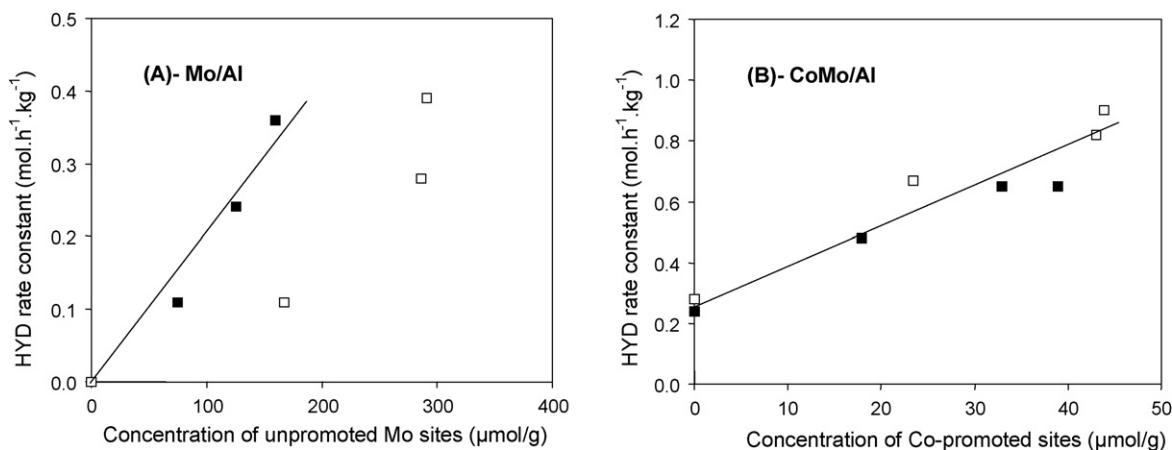 (A)- Mo/Al
HYD rate constant (mol.h⁻¹.kg⁻¹)
0.5
0.4
0.3
0.2
0.1
0.0
0 100 200 300 400
Concentration of unpromoted Mo sites (µmol/g)
(B)- CoMo/Al
HYD rate constant (mol.h⁻¹.kg⁻¹)
1.2
1.0
0.8
0.6
0.4
0.2
0.0
0 10 20 30 40 50
Concentration of Co-promoted sites (µmol/g)